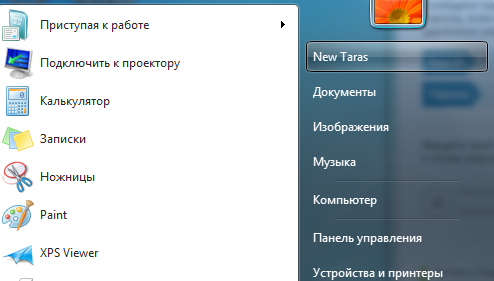 Приступая к работе
Подключить к проектору
Калькулятор
Записки
Ножницы
Paint
XPS Viewer
New Taras
Документы
Изображения
Музыка
Компьютер
Панель управления
Устройства и принтеры